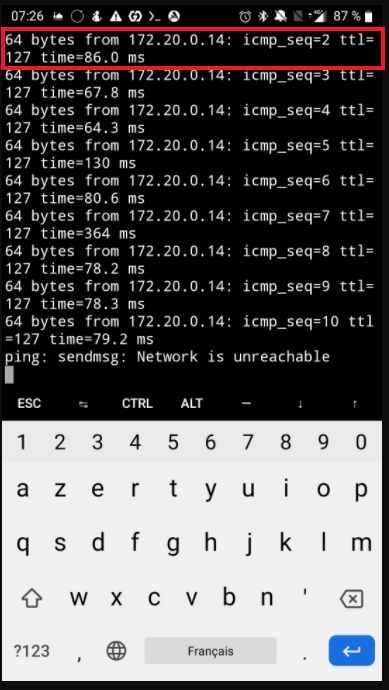 07:26 87 %
64 bytes from 172.20.0.14: icmp_seq=2 ttl=
127 time=86.0 ms
64 bytes from 172.20.0.14: icmp_seq=3 ttl=
127 time=67.8 ms
64 bytes from 172.20.0.14: icmp_seq=4 ttl=
127 time=64.3 ms
64 bytes from 172.20.0.14: icmp_seq=5 ttl=
127 time=130 ms
64 bytes from 172.20.0.14: icmp_seq=6 ttl=
127 time=80.6 ms
64 bytes from 172.20.0.14: icmp_seq=7 ttl=
127 time=364 ms
64 bytes from 172.20.0.14: icmp_seq=8 ttl=
127 time=78.2 ms
64 bytes from 172.20.0.14: icmp_seq=9 ttl=
127 time=78.3 ms
64 bytes from 172.20.0.14: icmp_seq=10 ttl
=127 time=79.2 ms
ping: sendmsg: Network is unreachable
ESC CTRL ALT – ↓ ↑
1 2 3 4 5 6 7 8 9 0
a z e r t y u i o p
q s d f g h j k l m
w x c v b n '
?123 , Français .